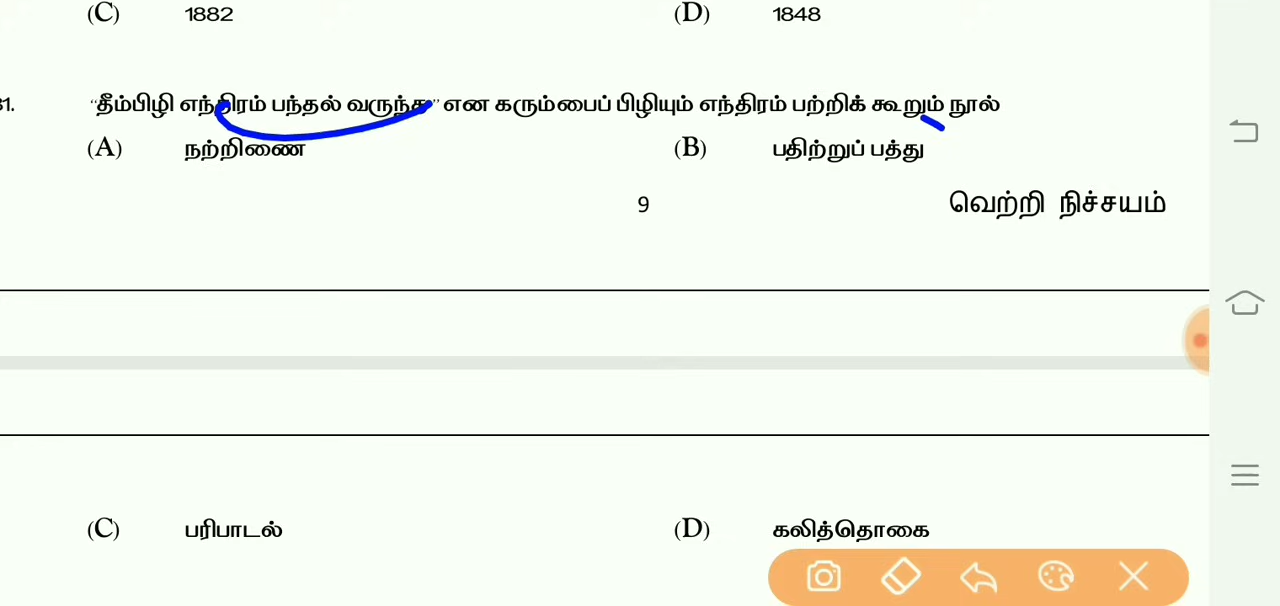 (C) 1882 (D) 1848
31. “தீம்பிழி எந்திரம் பந்தல் வருந்த” என கரும்பைப் பிழியும் எந்திரம் பற்றிக் கூறும் நூல்
(A) நற்றிணை (B) பதிற்றுப் பத்து
9 வெற்றி நிச்சயம்
(C) பரிபாடல் (D) கலித்தொகை